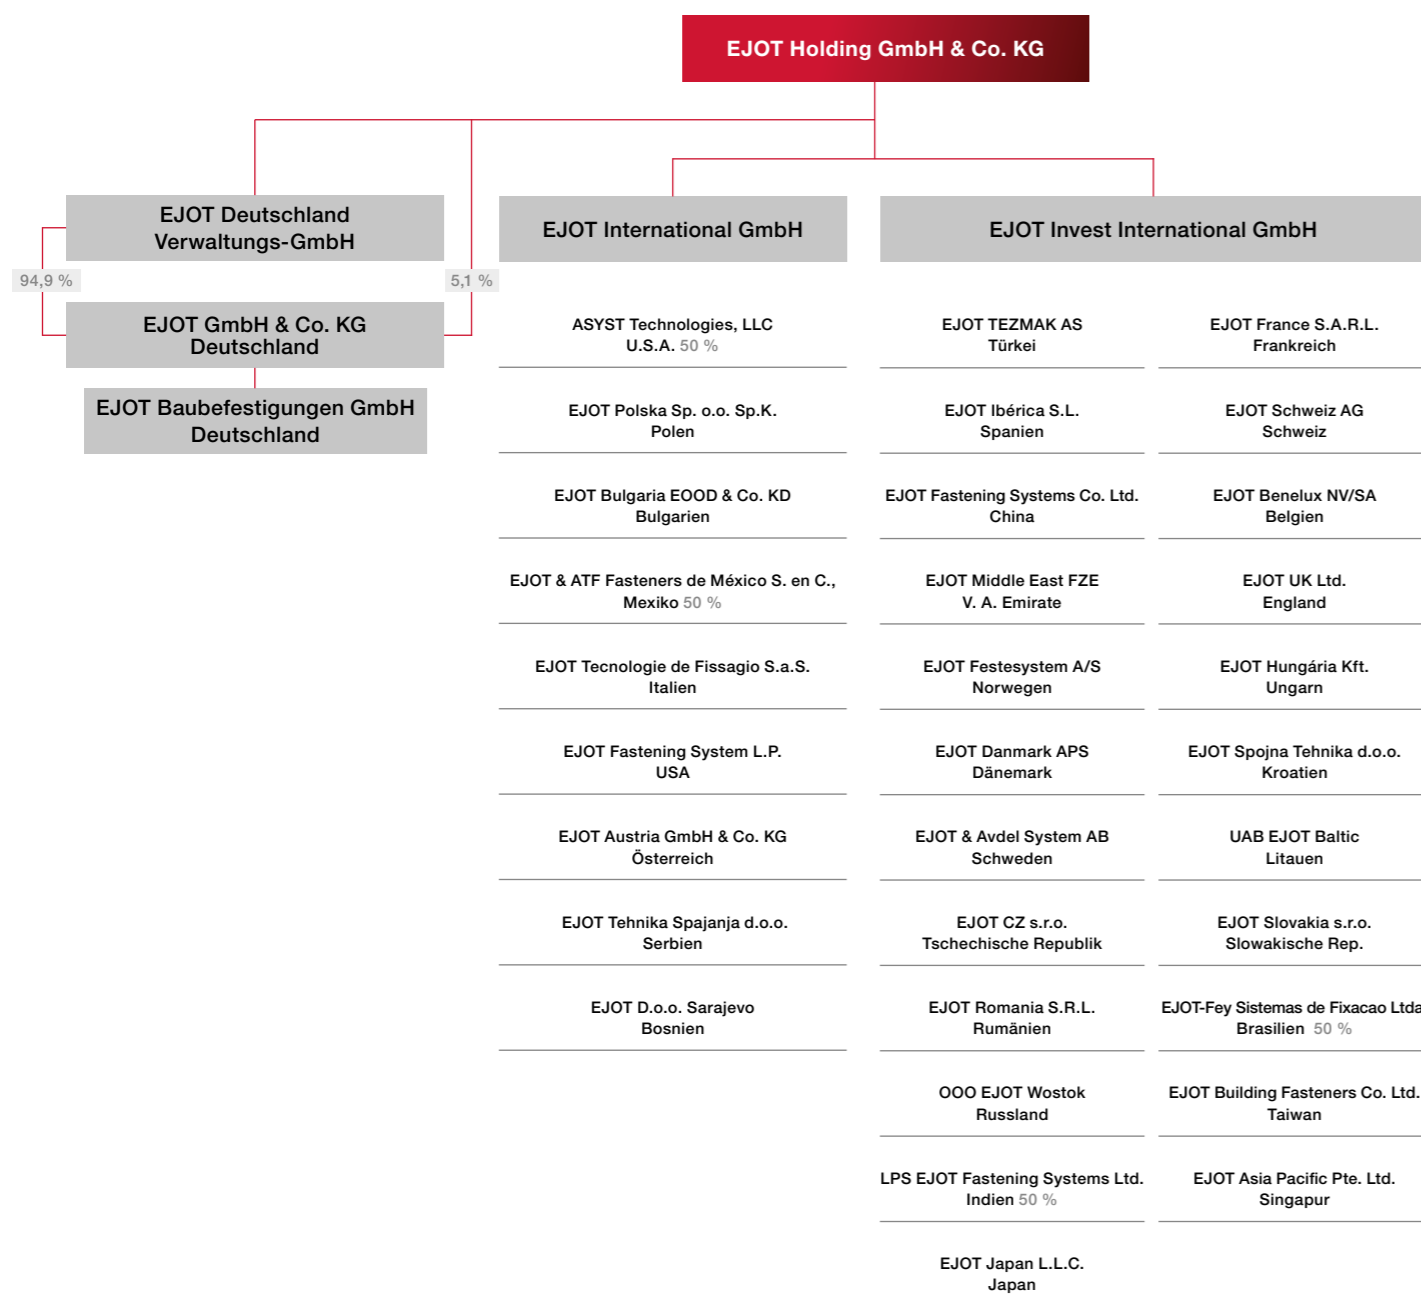 EJOT Holding GmbH & Co. KG
EJOT Deutschland
Verwaltungs-GmbH
94,9 %
5,1 %
EJOT GmbH & Co. KG
Deutschland
EJOT Baubefestigungen GmbH
Deutschland
EJOT International GmbH
ASYST Technologies, LLC
U.S.A. 50 %
EJOT Polska Sp. o.o. Sp.K.
Polen
EJOT Bulgaria EOOD & Co. KD
Bulgarien
EJOT & ATF Fasteners de México S. en C.,
Mexiko 50 %
EJOT Tecnologie de Fissagio S.a.S.
Italien
EJOT Fastening System L.P.
USA
EJOT Austria GmbH & Co. KG
Österreich
EJOT Tehnika Spajanja d.o.o.
Serbien
EJOT D.o.o. Sarajevo
Bosnien
EJOT Invest International GmbH
EJOT TEZMAK AS
Türkei
EJOT Ibérica S.L.
Spanien
EJOT Fastening Systems Co. Ltd.
China
EJOT Middle East FZE
V. A. Emirate
EJOT Festesystem A/S
Norwegen
EJOT Danmark APS
Dänemark
EJOT & Avdel System AB
Schweden
EJOT CZ s.r.o.
Tschechische Republik
EJOT Romania S.R.L.
Rumänien
OOO EJOT Wostok
Russland
LPS EJOT Fastening Systems Ltd.
Indien 50 %
EJOT Japan L.L.C.
Japan
EJOT France S.A.R.L.
Frankreich
EJOT Schweiz AG
Schweiz
EJOT Benelux NV/SA
Belgien
EJOT UK Ltd.
England
EJOT Hungária Kft.
Ungarn
EJOT Spojna Tehnika d.o.o.
Kroatien
UAB EJOT Baltic
Litauen
EJOT Slovakia s.r.o.
Slowakische Rep.
EJOT-Fey Sistemas de Fixacao Ltda
Brasilien 50 %
EJOT Building Fasteners Co. Ltd.
Taiwan
EJOT Asia Pacific Pte. Ltd.
Singapur